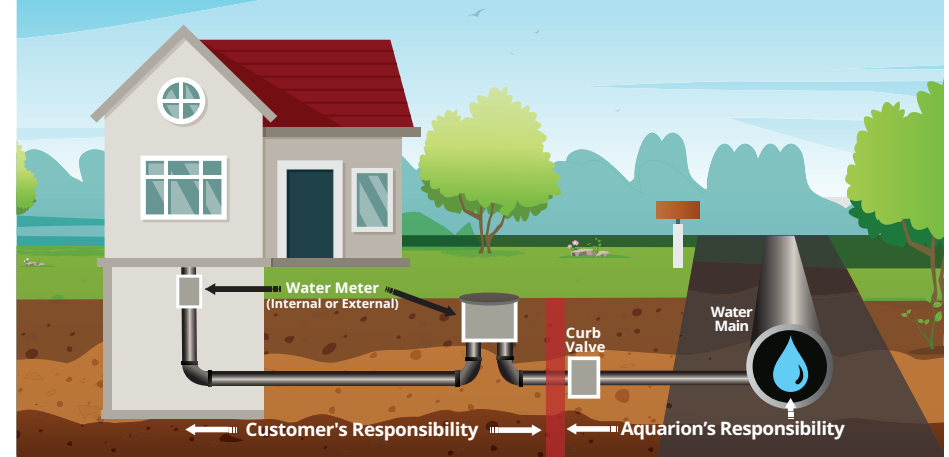 Water Meter
(Internal or External)
Water
Main
Curb
Valve
Customer's Responsibility
Aquarion’s Responsibility